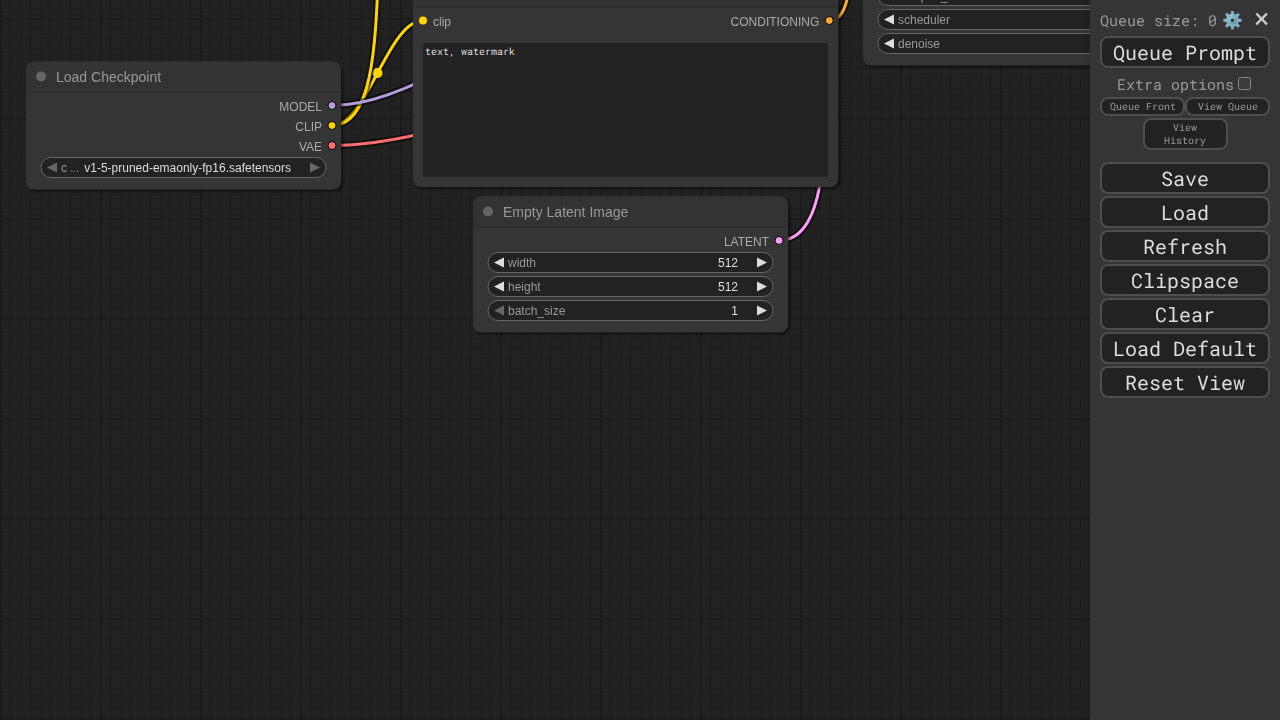 clip
CONDITIONING
text, watermark
scheduler
denoise
Load Checkpoint
MODEL
CLIP
VAE
c ... v1-5-pruned-emaonly-fp16.safetensors
Empty Latent Image
LATENT
width 512
height 512
batch_size 1
Queue size: 0
Queue Prompt
Extra options
Queue Front
View Queue
View
History
Save
Load
Refresh
Clipspace
Clear
Load Default
Reset View